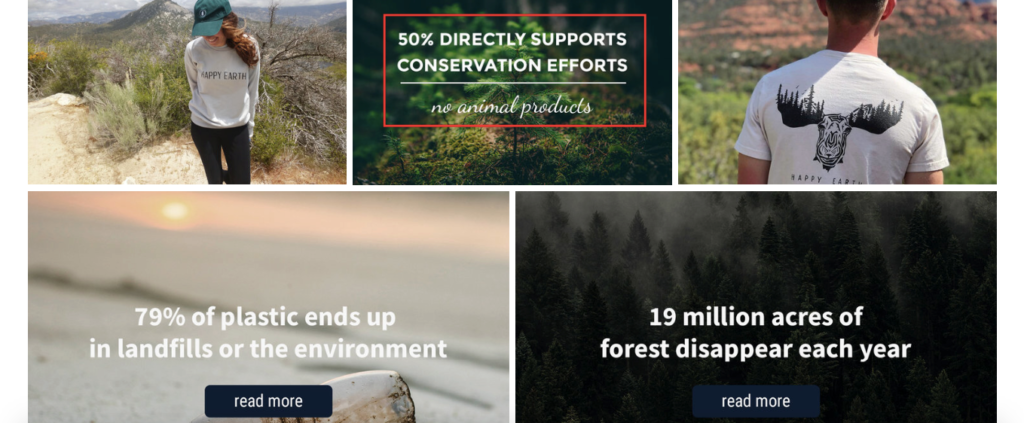 HAPPY EARTH
50% DIRECTLY SUPPORTS
CONSERVATION EFFORTS
no animal products
HAPPY EARTH
79% of plastic ends up
in landfills or the environment
read more
19 million acres of
forest disappear each year
read more